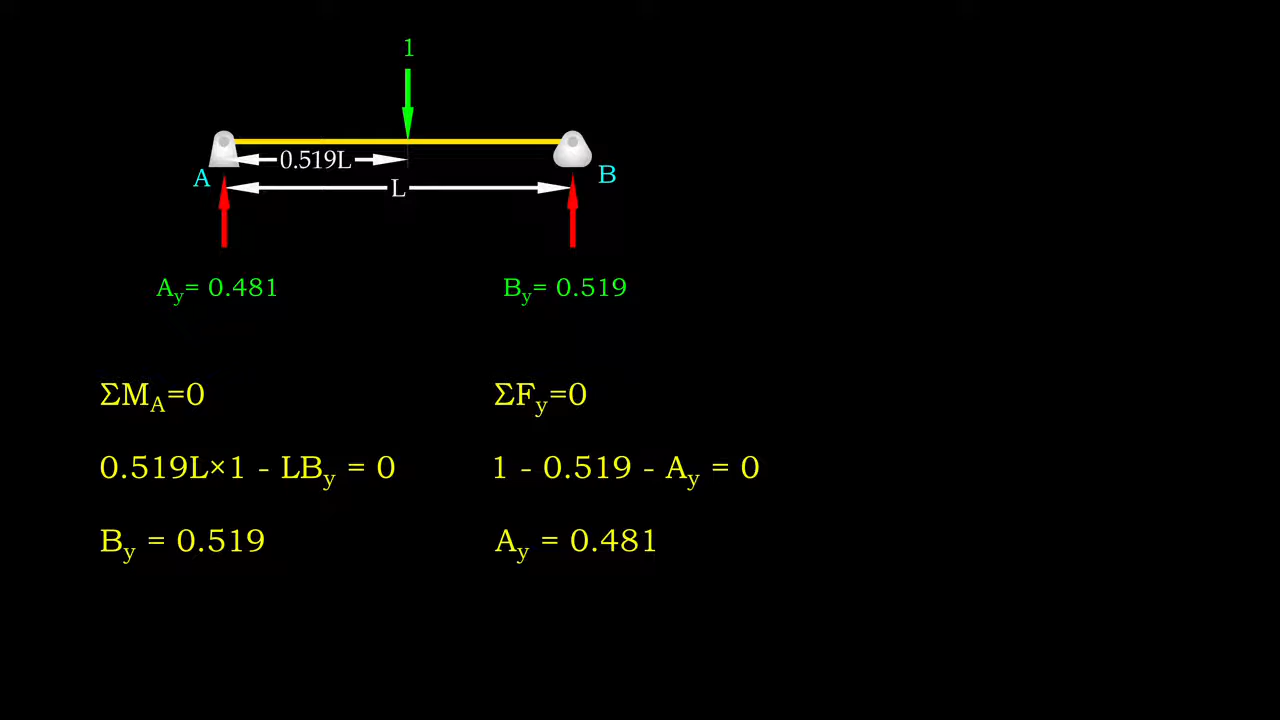 1
0.519L
A
B
L
Ay= 0.481
By= 0.519
ΣMA=0
ΣFy=0
0.519L×1 - LBy = 0
1 - 0.519 - Ay = 0
By = 0.519
Ay = 0.481